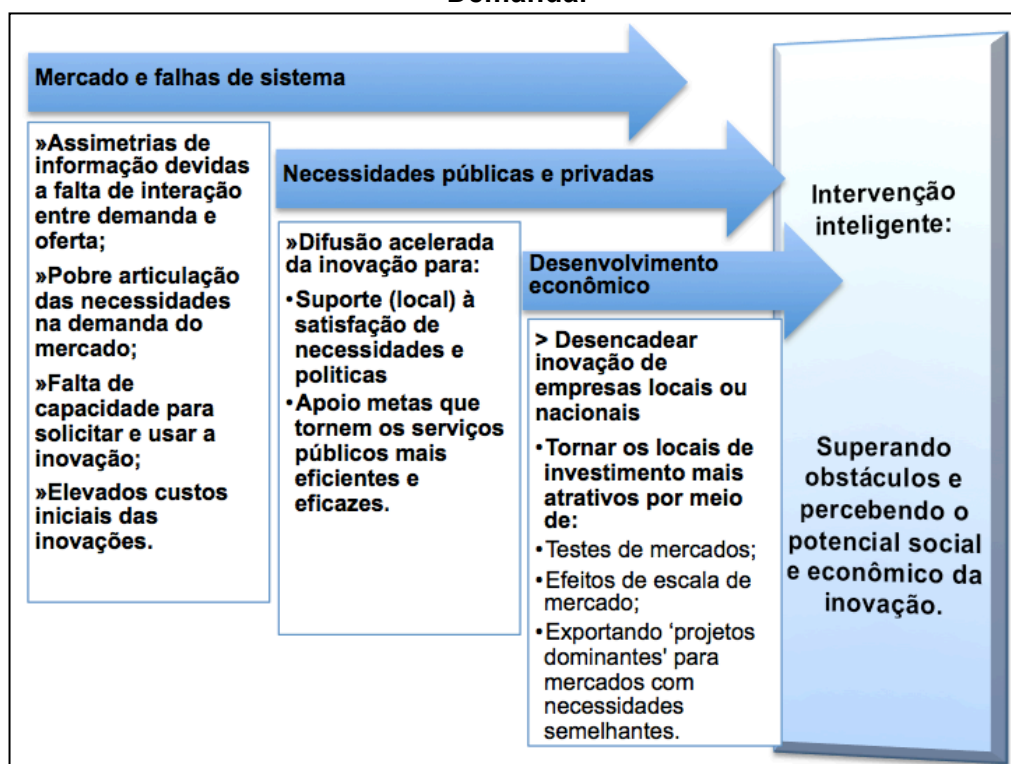 Demanda.
Mercado e falhas de sistema
»Assimetrias de
informação devidas
a falta de interação
entre demanda e
oferta;
»Pobre articulação
das necessidades
na demanda do
mercado;
»Falta de
capacidade para
solicitar e usar a
inovação;
»Elevados custos
iniciais das
inovações.
Necessidades públicas e privadas
»Difusão acelerada
da inovação para:
•Suporte (local) à
satisfação de
necessidades e
politicas
•Apoio metas que
tornem os serviços
públicos mais
eficientes e
eficazes.
Desenvolvimento
econômico
> Desencadear
inovação de
empresas locais ou
nacionais
•Tornar os locais de
investimento mais
atrativos por meio
de:
•Testes de mercados;
•Efeitos de escala de
mercado;
•Exportando ‘projetos
dominantes' para
mercados com
necessidades
semelhantes.
Intervenção
inteligente:
Superando
obstáculos e
percebendo o
potencial social
e econômico da
inovação.